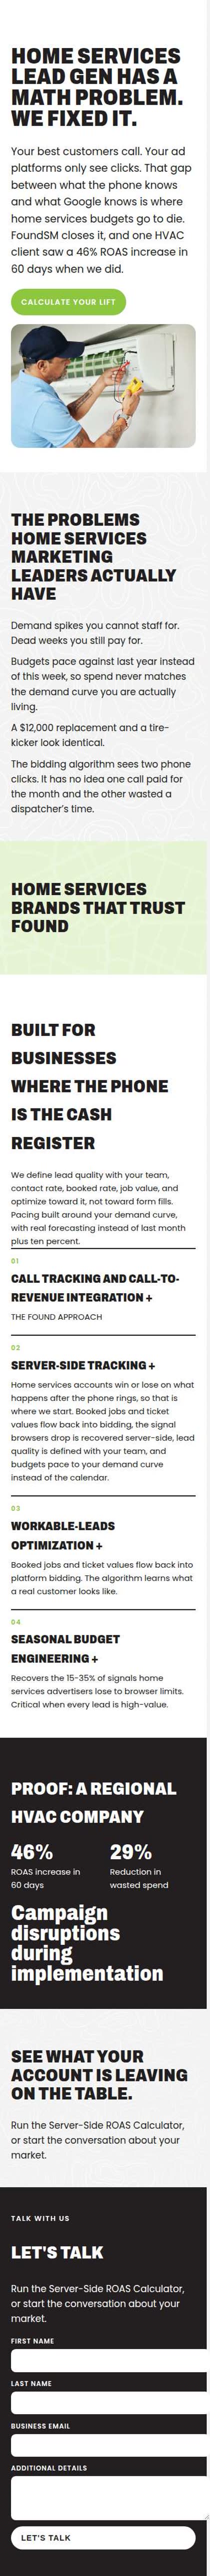 HOME SERVICES
LEAD GEN HAS A
MATH PROBLEM.
WE FIXED IT.
Your best customers call. Your ad
platforms only see clicks. That gap
between what the phone knows
and what Google knows is where
home services budgets go to die.
FoundSM closes it, and one HVAC
client saw a 46% ROAS increase in
60 days when we did.
CALCULATE YOUR LIFT
THE PROBLEMS
HOME SERVICES
MARKETING
LEADERS ACTUALLY
HAVE
Demand spikes you cannot staff for.
Dead weeks you still pay for.
Budgets pace against last year instead
of this week, so spend never matches
the demand curve you are actually
living.
A $12,000 replacement and a tire-
kicker look identical.
The bidding algorithm sees two phone
clicks. It has no idea one call paid for
the month and the other wasted a
dispatcher's time.
HOME SERVICES
BRANDS THAT TRUST
FOUND
BUILT FOR
BUSINESSES
WHERE THE PHONE
IS THE CASH
REGISTER
We define lead quality with your team,
contact rate, booked rate, job value, and
optimize toward it, not toward form fills.
Pacing built around your demand curve,
with real forecasting instead of last month
plus ten percent.
01
CALL TRACKING AND CALL-TO-
REVENUE INTEGRATION +
THE FOUND APPROACH
02
SERVER-SIDE TRACKING +
Home services accounts win or lose on what
happens after the phone rings, so that is
where we start. Booked jobs and ticket
values flow back into bidding, the signal
browsers drop is recovered server-side, lead
quality is defined with your team, and
budgets pace to your demand curve
instead of the calendar.
03
WORKABLE-LEADS
OPTIMIZATION +
Booked jobs and ticket values flow back into
platform bidding. The algorithm learns what
a real customer looks like.
04
SEASONAL BUDGET
ENGINEERING +
Recovers the 15-35% of signals home
services advertisers lose to browser limits.
Critical when every lead is high-value.
PROOF: A REGIONAL
HVAC COMPANY
46%
ROAS increase in
60 days
29%
Reduction in
wasted spend
Campaign
disruptions
during
implementation
SEE WHAT YOUR
ACCOUNT IS LEAVING
ON THE TABLE.
Run the Server-Side ROAS Calculator,
or start the conversation about your
market.
TALK WITH US
LET'S TALK
Run the Server-Side ROAS Calculator,
or start the conversation about your
market.
FIRST NAME
LAST NAME
BUSINESS EMAIL
ADDITIONAL DETAILS
LET'S TALK